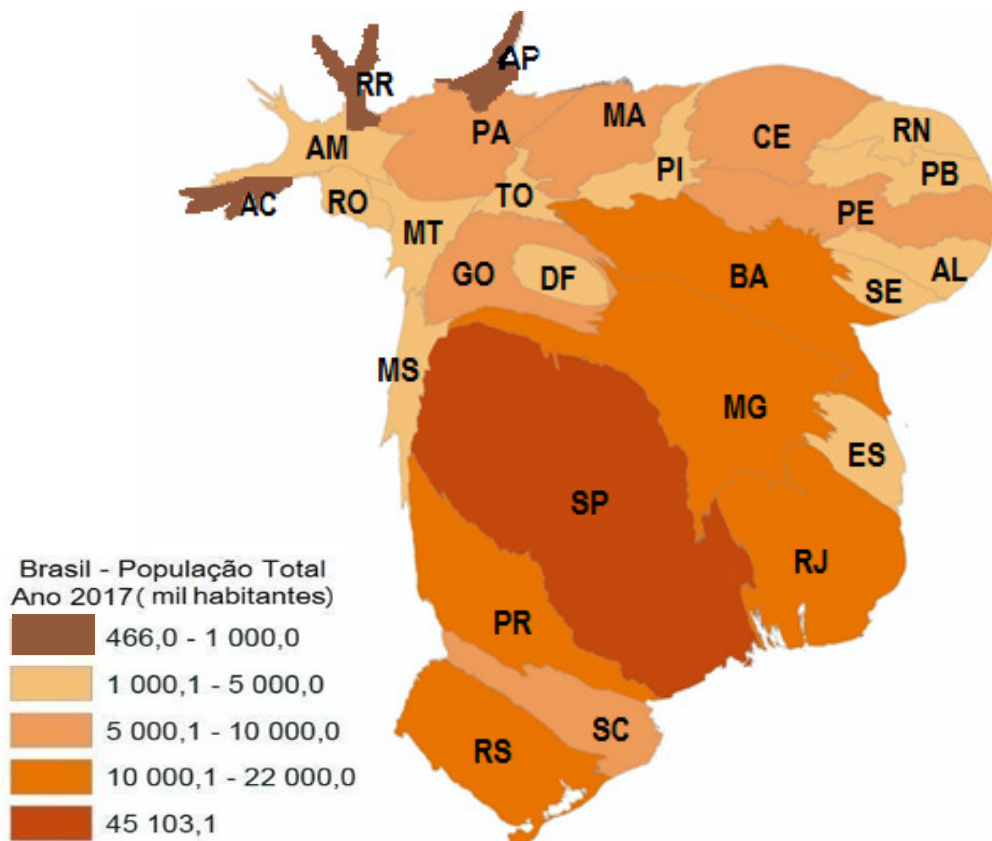 AP
RR
MA
PA
CE
RN
AM
PI
PB
TO
RO
AC
PE
MT
GO
DF
BA
AL
SE
MS
MG
ES
SP
RJ
PR
SC
RS
Brasil - População Total
Ano 2017( mil habitantes)
466,0 - 1 000,0
1 000,1 - 5 000,0
5 000,1 - 10 000,0
10 000,1 - 22 000,0
45 103,1